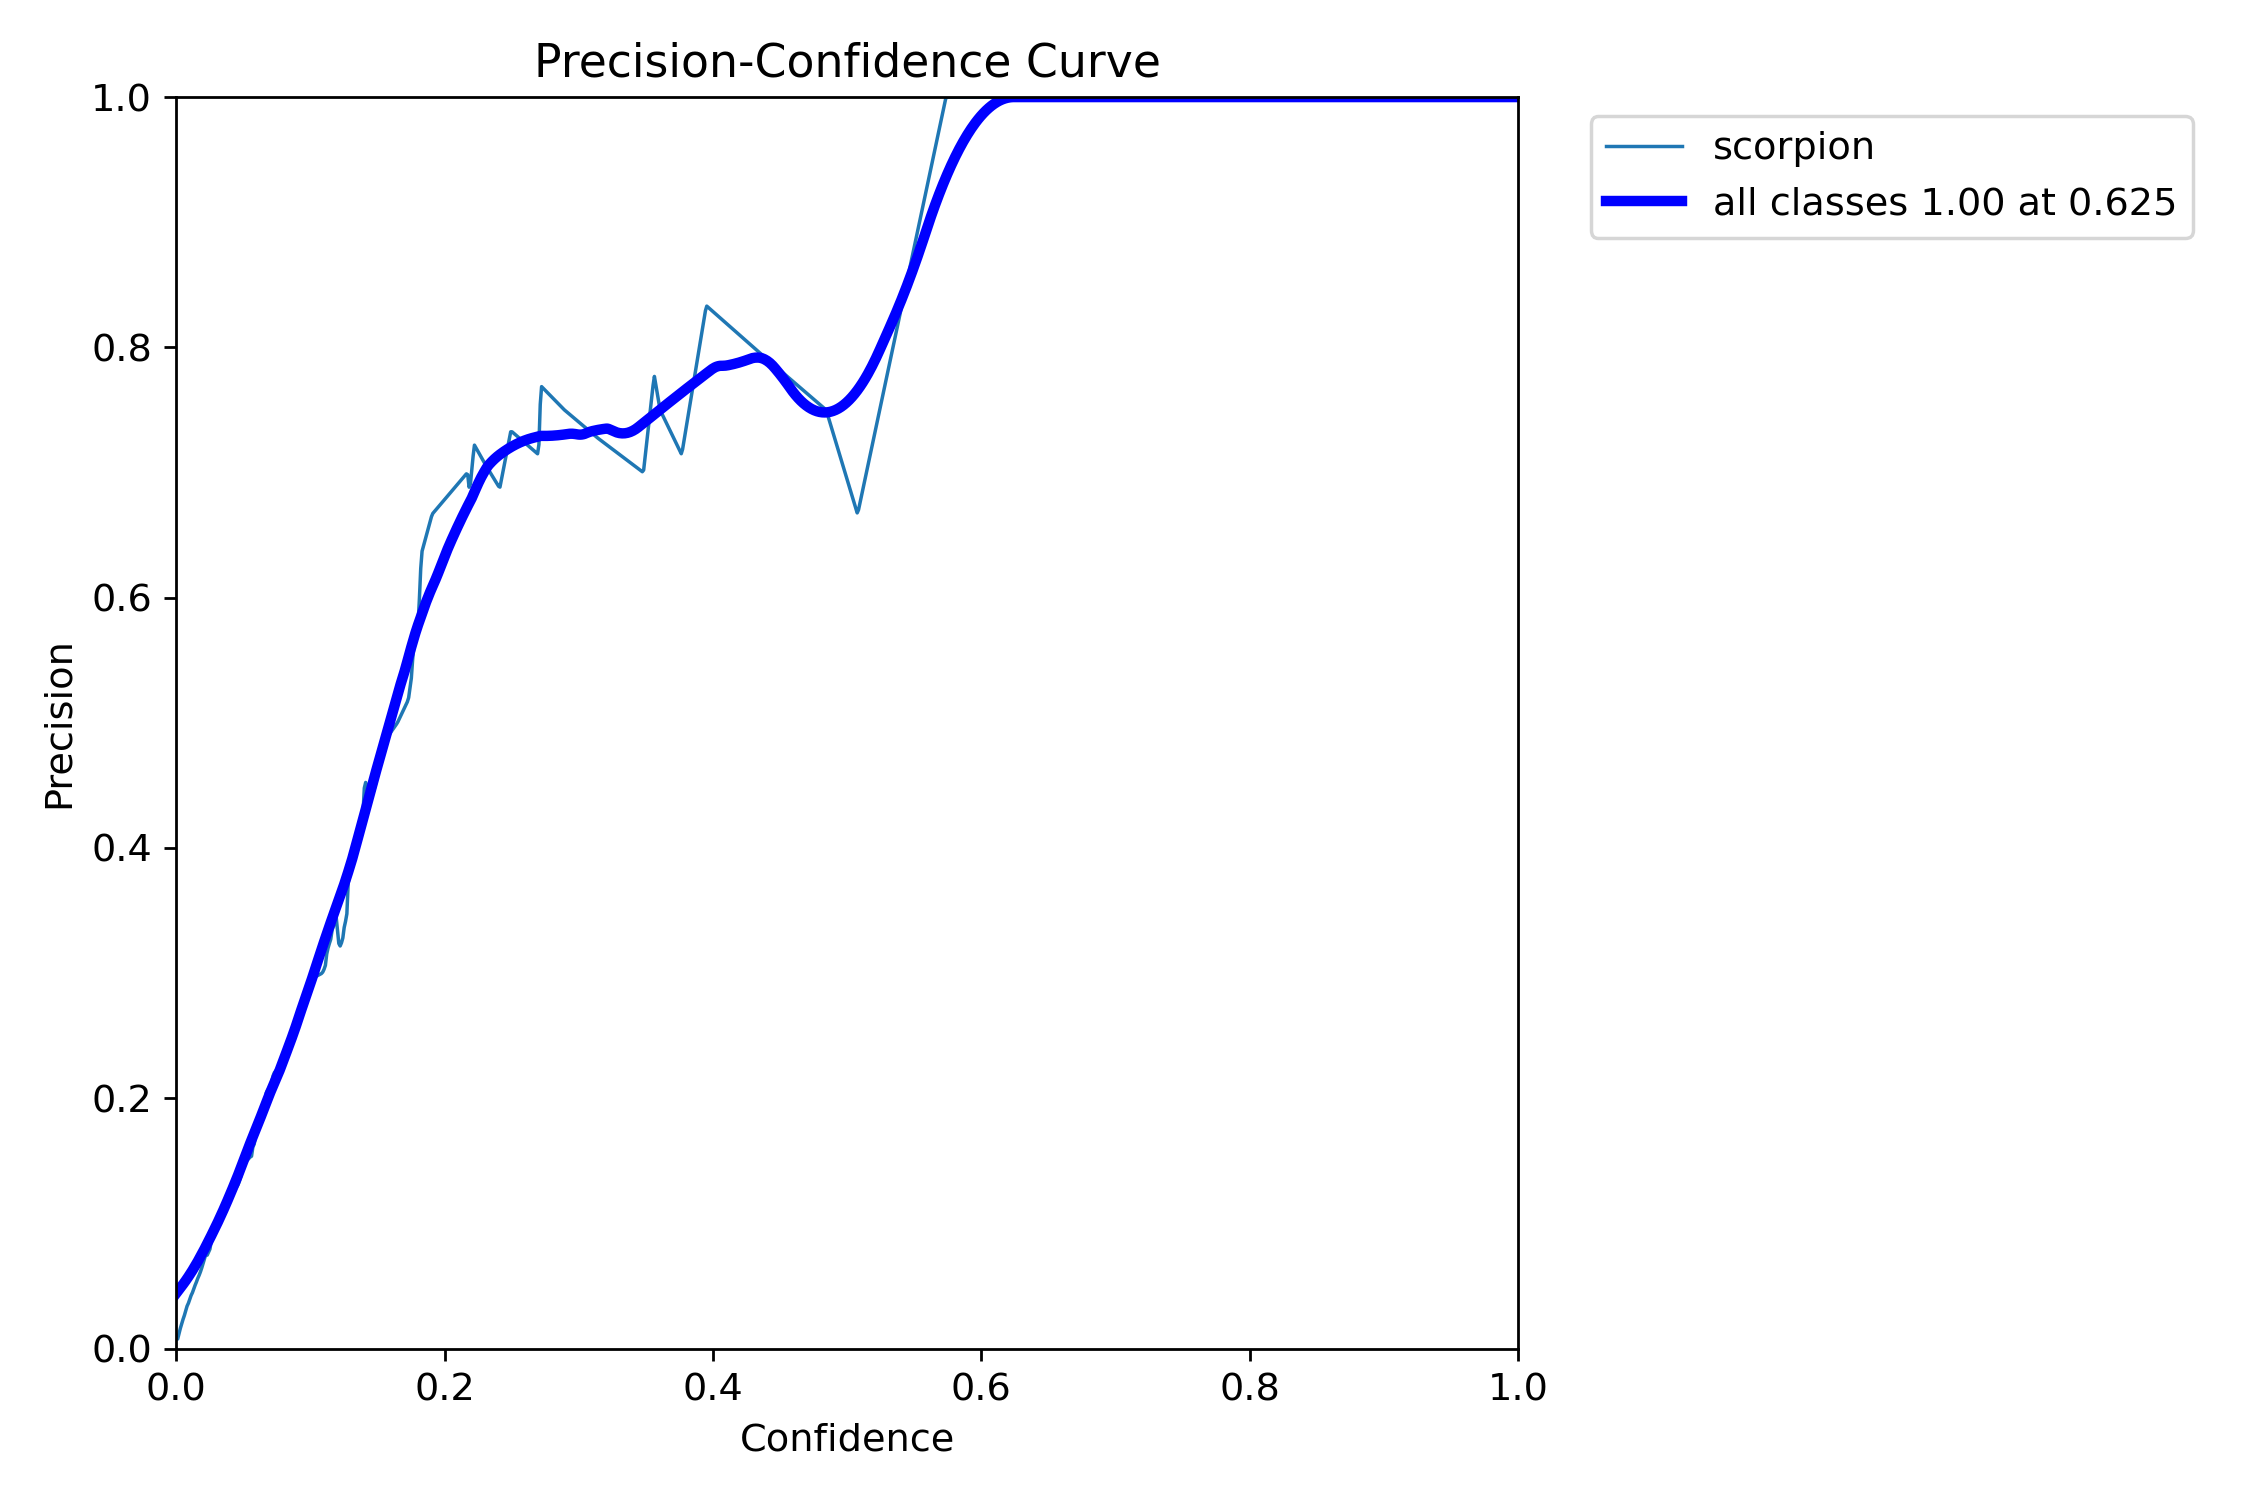 Precision-Confidence Curve
scorpion
all classes 1.00 at 0.625
Precision
1.0
0.8
0.6
0.4
0.2
0.0
0.0 0.2 0.4 0.6 0.8 1.0
Confidence